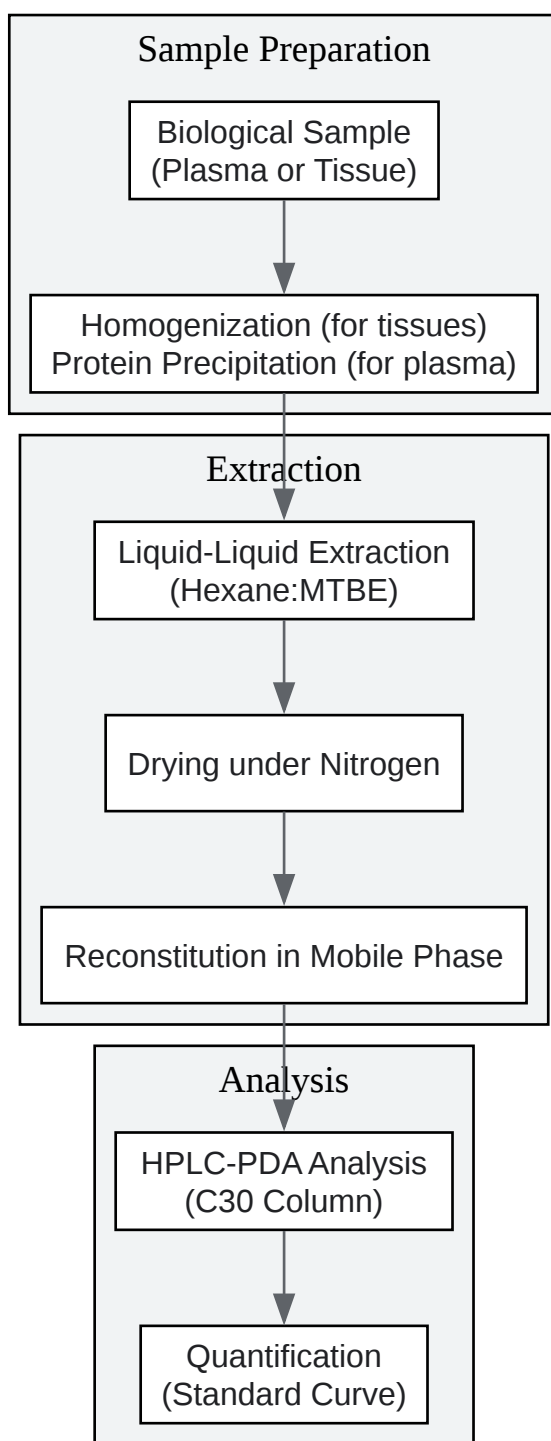 Sample Preparation
Biological Sample
(Plasma or Tissue)
Homogenization (for tissues)
Protein Precipitation (for plasma)
Extraction
Liquid-Liquid Extraction
(Hexane:MTBE)
Drying under Nitrogen
Reconstitution in Mobile Phase
Analysis
HPLC-PDA Analysis
(C30 Column)
Quantification
(Standard Curve)